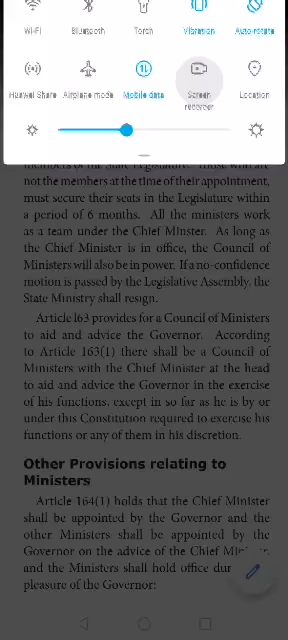 Wi-Fi Bluetooth Torch Vibration Auto-rotate
Huawei Share Airplane mode Mobile data Screen recorder Location
members of the State Legislature.
not the members at the time of their appointment,
must secure their seats in the Legislature within
a period of 6 months. All the ministers work
as a team under the Chief Minster. As long as
the Chief Minister is in office, the Council of
Ministers will also be in power. If a no-confidence
motion is passed by the Legislative Assembly, the
State Ministry shall resign.
Article 163 provides for a Council of Ministers
to aid and advice the Governor. According
to Article 163(1) there shall be a Council of
Ministers with the Chief Minister at the head
to aid and advice the Governor in the exercise
of his functions, except in so far as he is by or
under this Constitution required to exercise his
functions or any of them in his discretion.
Other Provisions relating to
Ministers
Article 164(1) holds that the Chief Minister
shall be appointed by the Governor and the
other Ministers shall be appointed by the
Governor on the advice of the Chief
and the Ministers shall hold office
pleasure of the Governor: